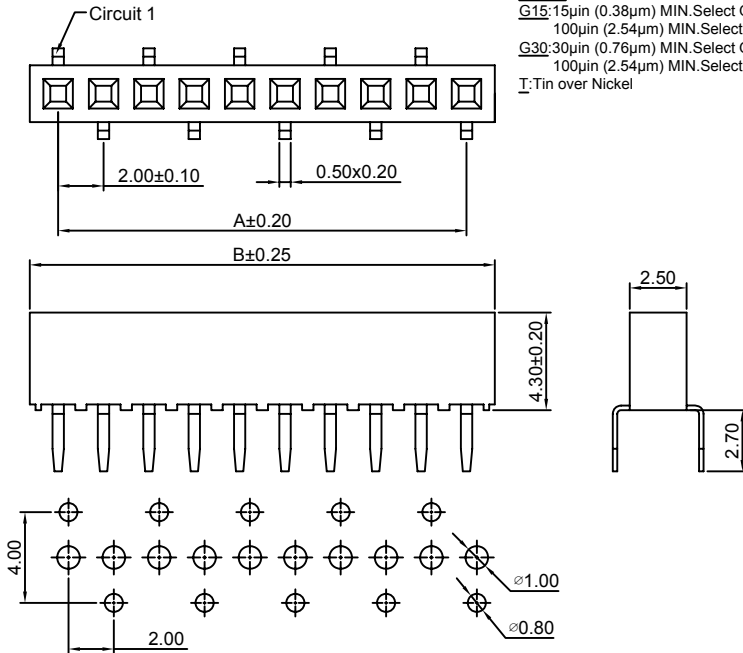 Circuit 1
G15:15µin (0.38µm) MIN.Select
100µin (2.54µm) MIN.Select
G30:30µin (0.76µm) MIN.Select
100µin (2.54µm) MIN.Select
T:Tin over Nickel
2.00±0.10
0.50x0.20
A±0.20
B±0.25
2.50
4.30±0.20
2.70
4.00
⌀1.00
⌀0.80
2.00